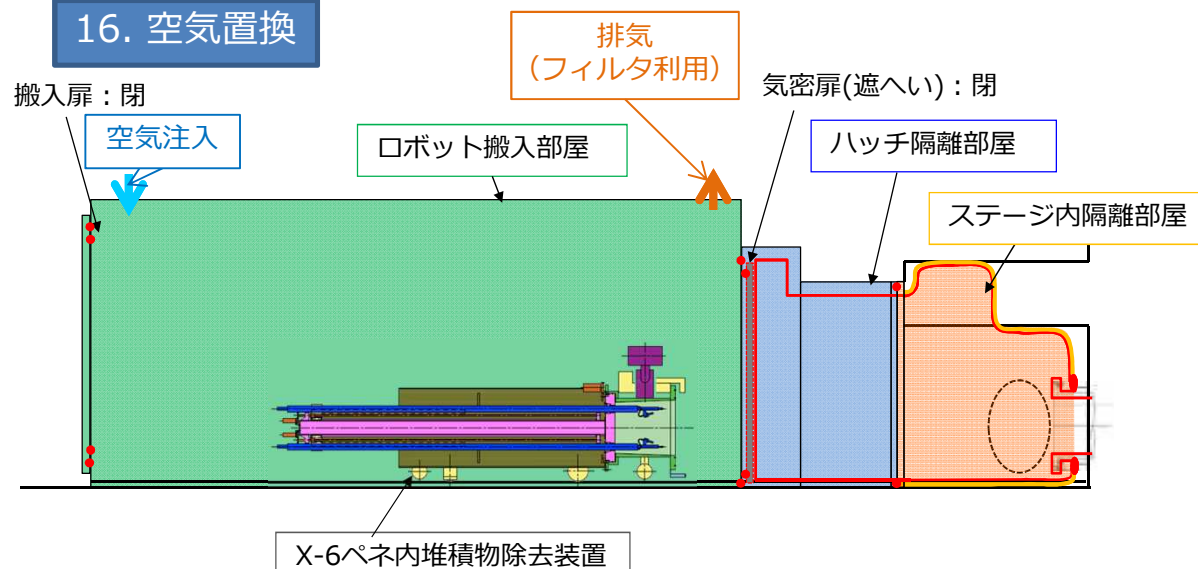 16. 空気置換
排気
（フィルタ利用）
搬入扉：閉
気密扉(遮へい)：閉
空気注入
ロボット搬入部屋
ハッチ隔離部屋
ステージ内隔離部屋
X-6ペネ内堆積物除去装置